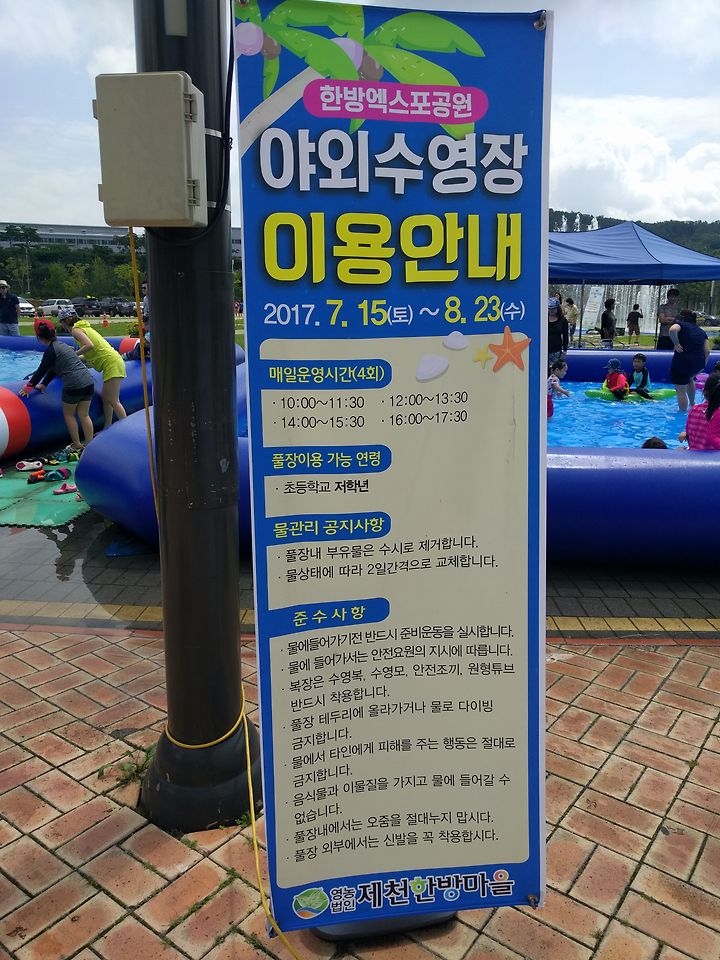 한방엑스포공원
야외수영장
이용안내
2017. 7. 15(토) ~ 8. 23(수)
매일운영시간(4회)
· 10:00~11:30 · 12:00~13:30
· 14:00~15:30 · 16:00~17:30
풀장이용 가능 연령
· 초등학교 저학년
물관리 공지사항
· 풀장내 부유물은 수시로 제거합니다.
· 물상태에 따라 2일간격으로 교체합니다.
준수사항
· 물에들어가기전 반드시 준비운동을 실시합니다.
· 물에 들어가서는 안전요원의 지시에 따릅니다.
· 복장은 수영복, 수영모, 안전조끼, 원형튜브
반드시 착용합니다.
· 풀장 테두리에 올라가거나 물로 다이빙
금지합니다.
· 물에서 타인에게 피해를 주는 행동은 절대로
금지합니다.
· 음식물과 이물질을 가지고 물에 들어갈 수
없습니다.
· 풀장내에서는 오줌을 절대누지 맙시다.
· 풀장 외부에서는 신발을 꼭 착용합시다.
영농법인 제천한방마을